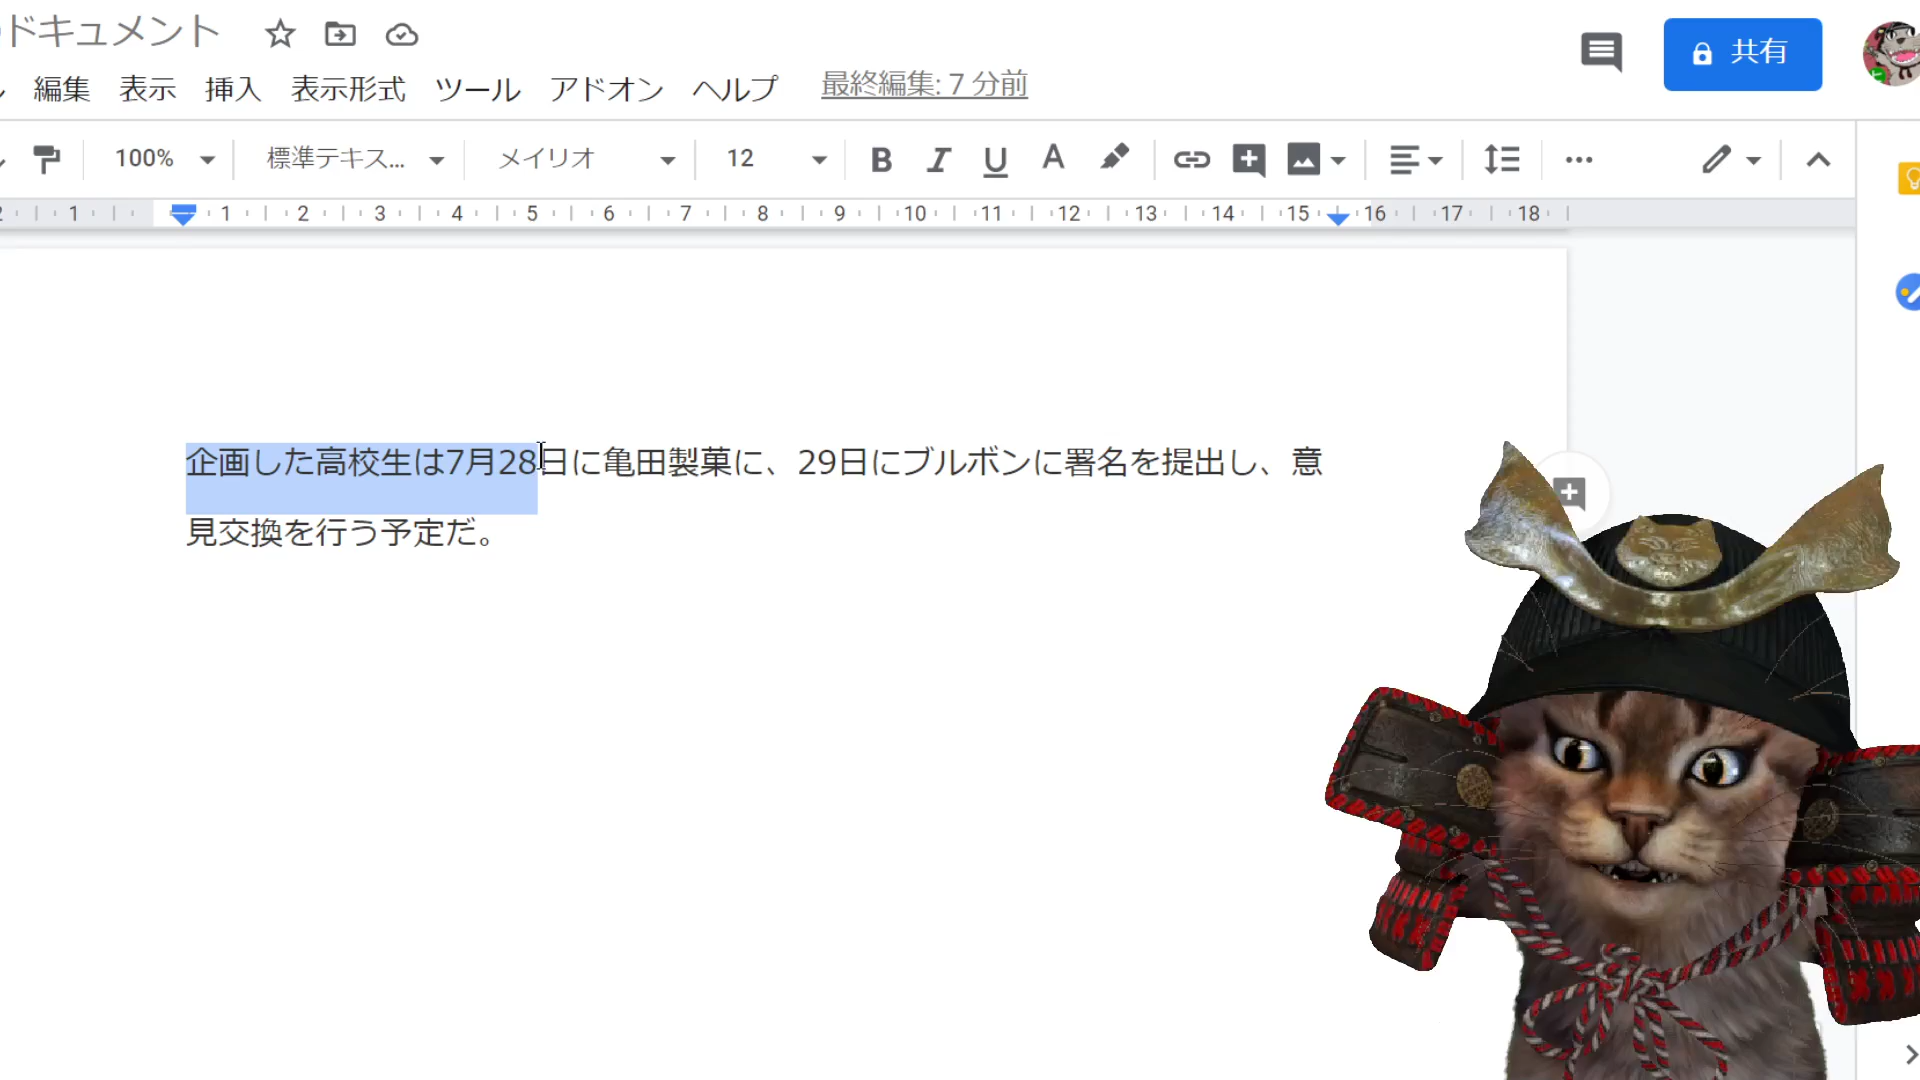 ドキュメント
編集 表示 挿入 表示形式 ツール アドオン ヘルプ 最終編集: 7 分前
共有
100% 標準テキス... メイリオ 12 B I U A
2 1 1 2 3 4 5 6 7 8 9 10 11 12 13 14 15 16 17 18
企画した高校生は7月28日に亀田製菓に、29日にブルボンに署名を提出し、意
見交換を行う予定だ。